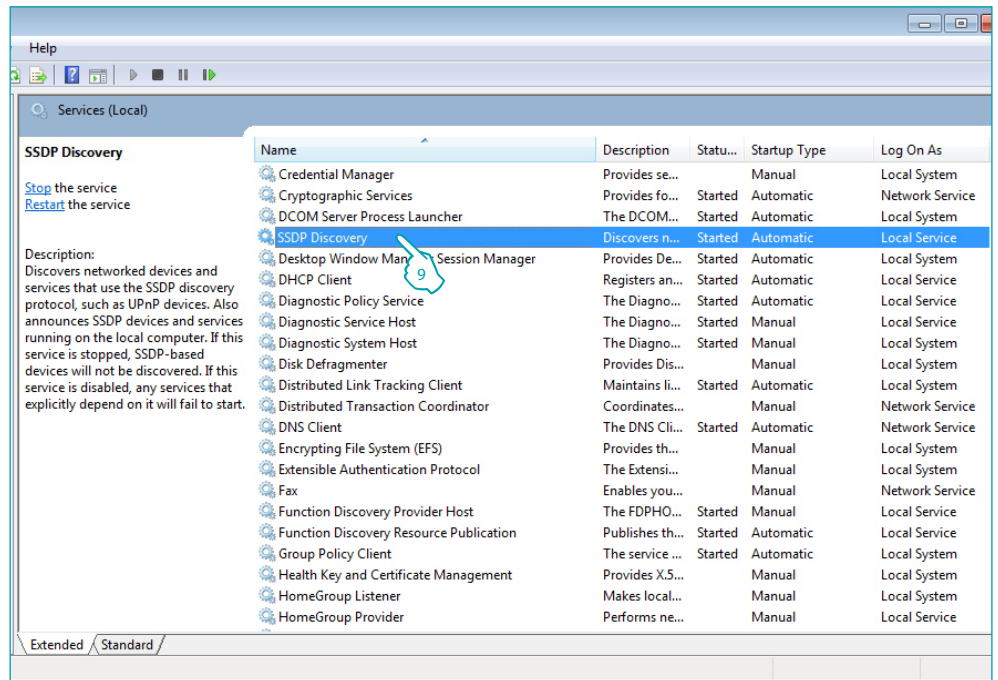 Help
Services (Local)
SSDP Discovery
Stop the service
Restart the service
Description:
Discovers networked devices and
services that use the SSDP discovery
protocol, such as UPnP devices. Also
announces SSDP devices and services
running on the local computer. If this
service is stopped, SSDP-based
devices will not be discovered. If this
service is disabled, any services that
explicitly depend on it will fail to start.
Name Description Statu... Startup Type Log On As
Credential Manager Provides se... Manual Local System
Cryptographic Services Provides fo... Started Automatic Network Service
DCOM Server Process Launcher The DCOM... Started Automatic Local System
SSDP Discovery Discovers n... Started Automatic Local Service
Desktop Window Man Session Manager Provides De... Started Automatic Local System
9
DHCP Client Registers an... Started Automatic Local Service
Diagnostic Policy Service The Diagno... Started Automatic Local Service
Diagnostic Service Host The Diagno... Started Manual Local Service
Diagnostic System Host The Diagno... Started Manual Local System
Disk Defragmenter Provides Dis... Manual Local System
Distributed Link Tracking Client Maintains li... Started Automatic Local System
Distributed Transaction Coordinator Coordinates... Manual Network Service
DNS Client The DNS Cli... Started Automatic Network Service
Encrypting File System (EFS) Provides th... Manual Local System
Extensible Authentication Protocol The Extensi... Manual Local System
Fax Enables you... Manual Network Service
Function Discovery Provider Host The FDPHO... Started Manual Local Service
Function Discovery Resource Publication Publishes th... Started Automatic Local Service
Group Policy Client The service ... Started Automatic Local System
Health Key and Certificate Management Provides X.5... Manual Local System
HomeGroup Listener Makes local... Manual Local System
HomeGroup Provider Performs ne... Manual Local Service
Extended Standard